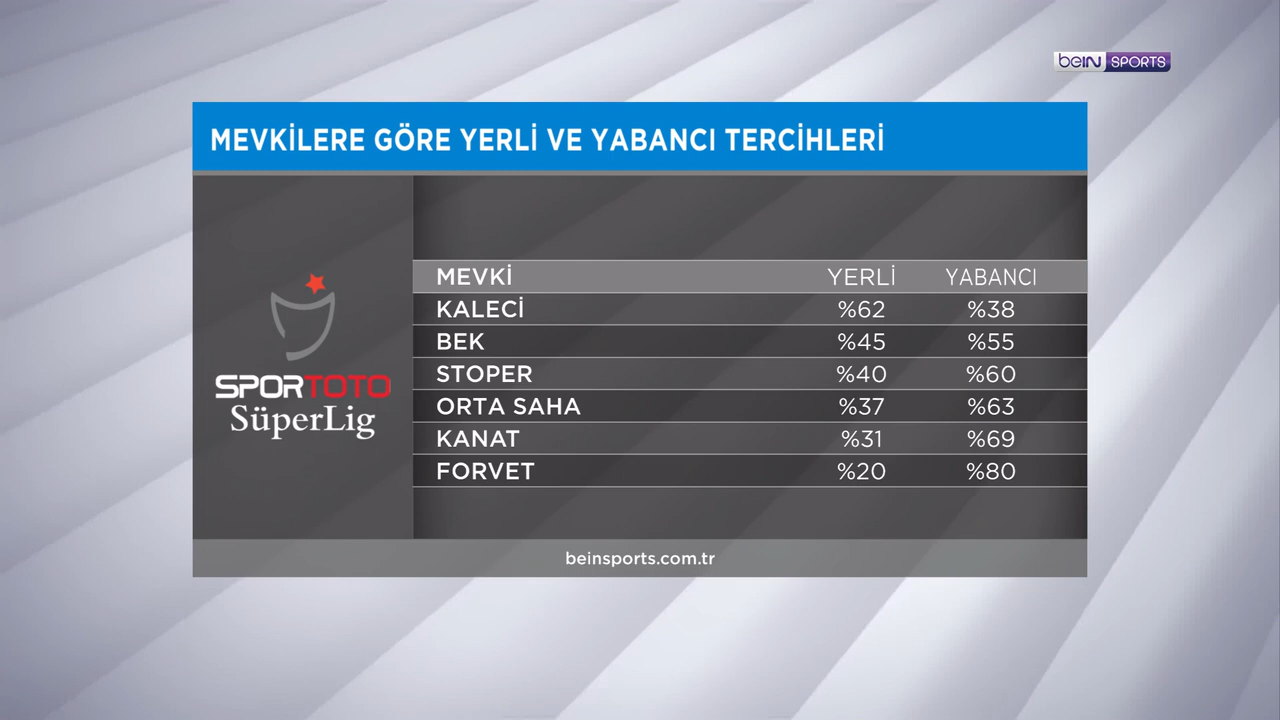 beIN SPORTS
MEVKİLERE GÖRE YERLİ VE YABANCI TERCİHLERİ
MEVKİ YERLİ YABANCI
KALECİ %62 %38
BEK %45 %55
STOPER %40 %60
ORTA SAHA %37 %63
KANAT %31 %69
FORVET %20 %80
SPORTOTO
SüperLig
beinsports.com.tr